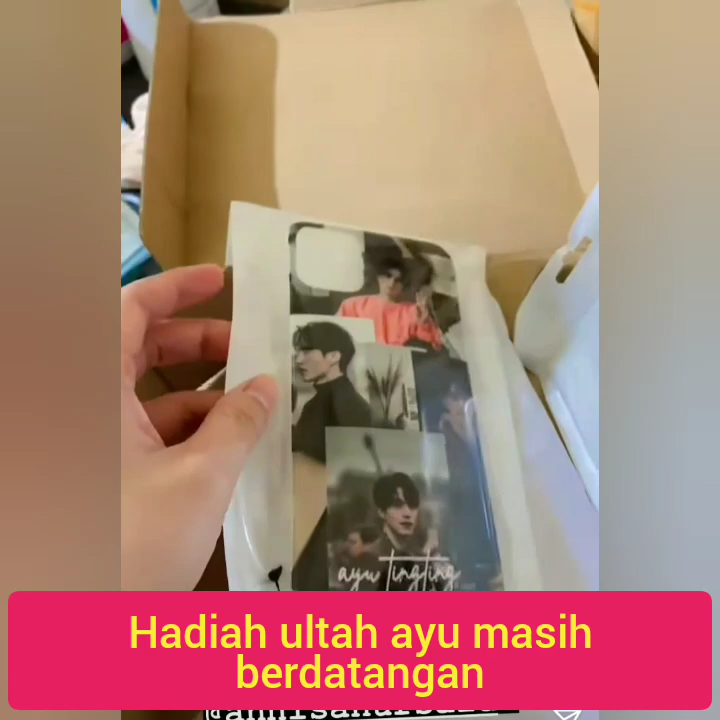 ayu tingting
Hadiah ultah ayu masih
berdatangan